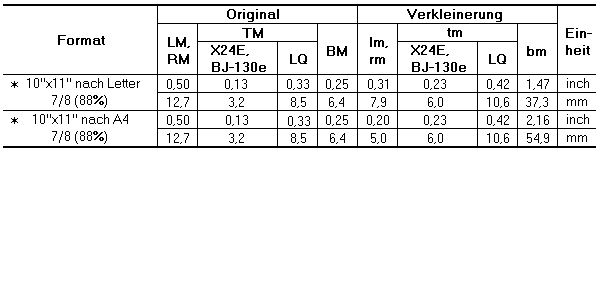 Format Original Verkleinerung Ein-
heit
LM,
RM TM BM lm,
rm tm bm
X24E,
BJ-130e LQ X24E,
BJ-130e LQ
* 10"x11" nach Letter 0,50 0,13 0,33 0,25 0,31 0,23 0,42 1,47 inch
7/8 (88%) 12,7 3,2 8,5 6,4 7,9 6,0 10,6 37,3 mm
* 10"x11" nach A4 0,50 0,13 0,33 0,25 0,20 0,23 0,42 2,16 inch
7/8 (88%) 12,7 3,2 8,5 6,4 5,0 6,0 10,6 54,9 mm